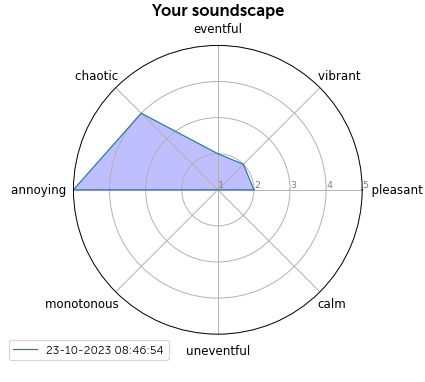 Your soundscape
eventful
chaotic
vibrant
annoying
1
2
3
4
5
pleasant
monotonous
calm
23-10-2023 08:46:54
uneventful